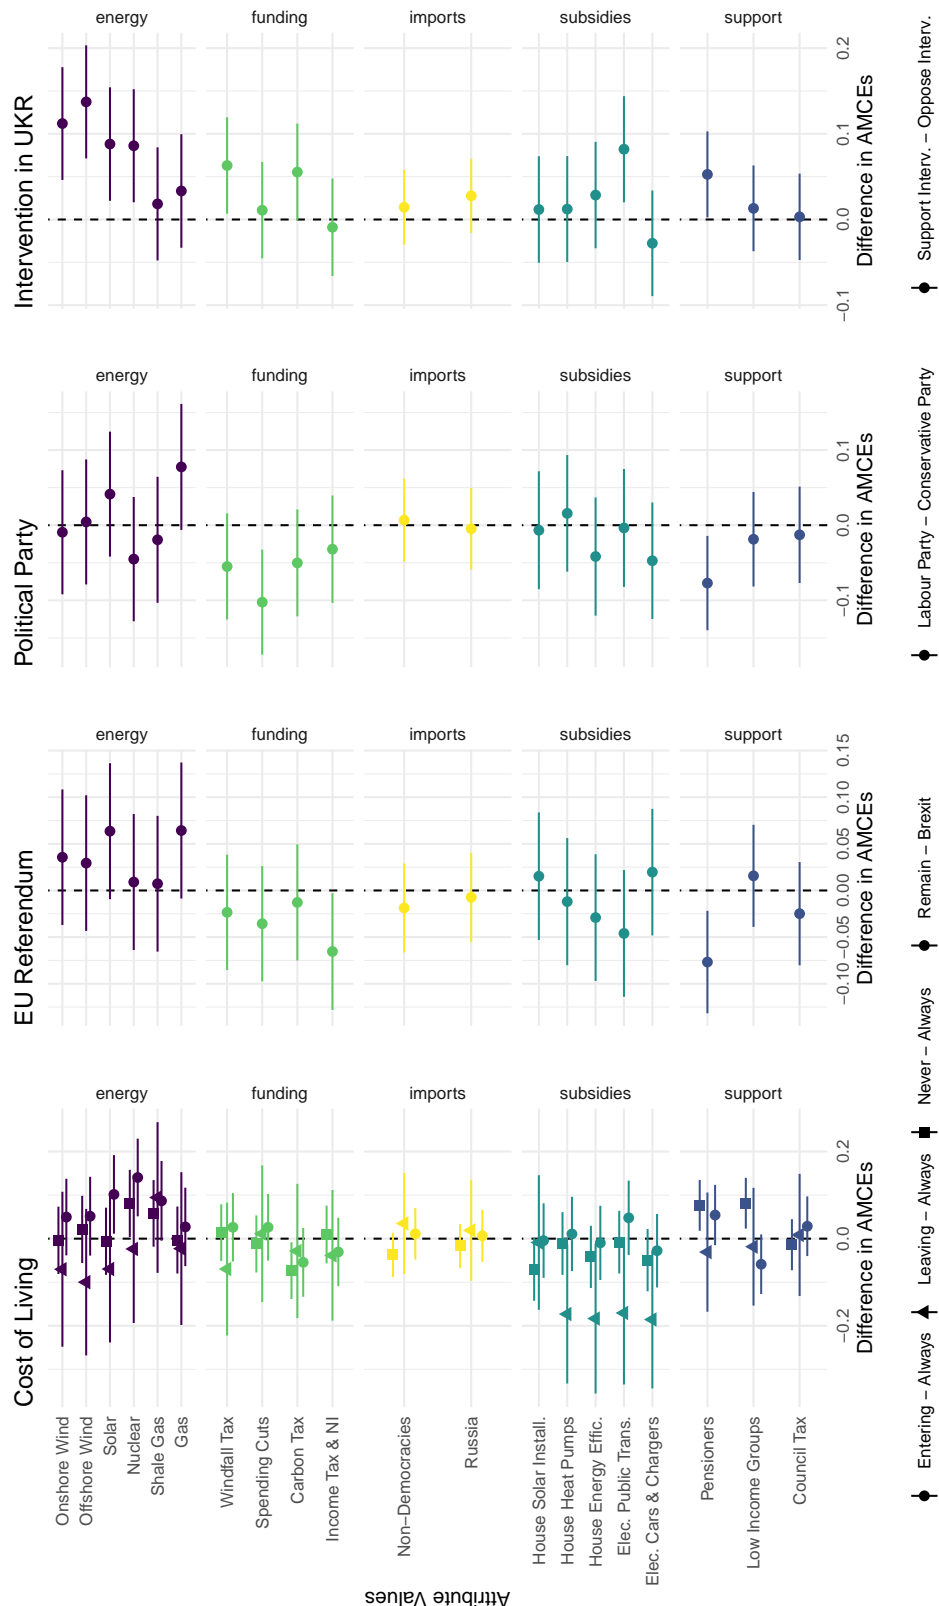 Cost of Living
EU Referendum
Political Party
Intervention in UKR
energy
energy
energy
energy
Onshore Wind
Offshore Wind
Solar
Nuclear
Shale Gas
Gas
funding
funding
funding
funding
Windfall Tax
Spending Cuts
Carbon Tax
Income Tax & NI
imports
imports
imports
imports
Non−Democracies
Russia
subsidies
subsidies
subsidies
subsidies
House Solar Install.
House Heat Pumps
House Energy Effic.
Elec. Public Trans.
Elec. Cars & Chargers
support
support
support
support
Pensioners
Low Income Groups
Council Tax
−0.2 0.0 0.2
−0.10 −0.05 0.00 0.05 0.10 0.15
−0.1 0.0 0.1
−0.1 0.0 0.1 0.2
Difference in AMCEs
Difference in AMCEs
Difference in AMCEs
Difference in AMCEs
Attribute Values
Entering − Always
Leaving − Always
Never − Always
Remain − Brexit
Labour Party − Conservative Party
Support Interv. − Oppose Interv.